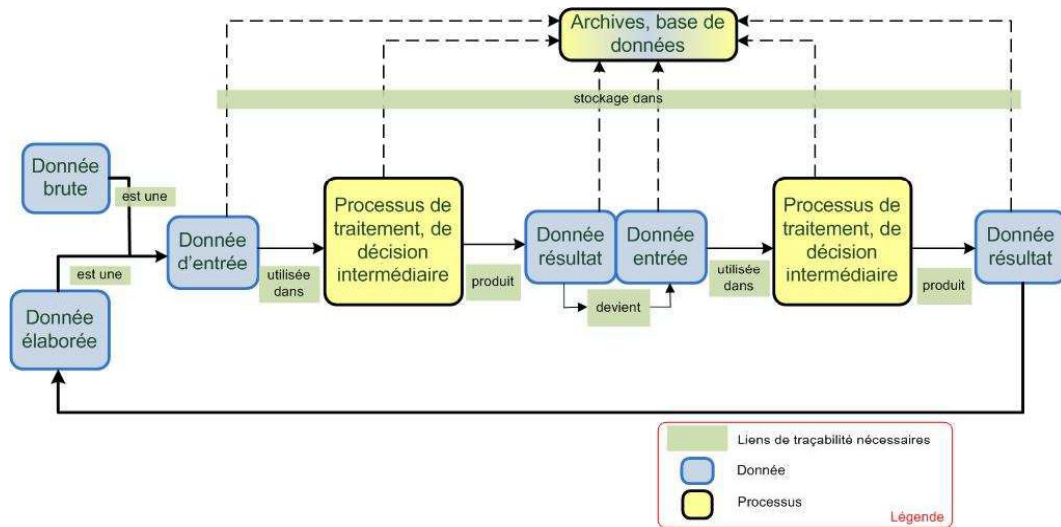 Archives, base de
données
stockage dans
Donnée
brute
est une
Donnée
d'entrée
est une
Donnée
élaborée
utilisée
dans
Processus de
traitement, de
décision
intermédiaire
produit
Donnée
résultat
Donnée
entrée
devient
utilisée
dans
Processus de
traitement, de
décision
intermédiaire
produit
Donnée
résultat
Liens de traçabilité nécessaires
Donnée
Processus
Légende